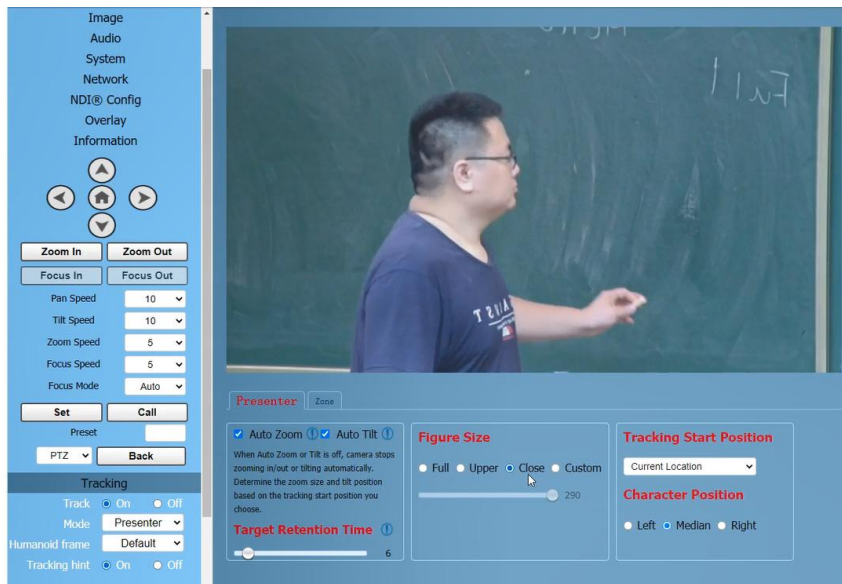 Image
Audio
System
Network
NDI® Config
Overlay
Information
Zoom In Zoom Out
Focus In Focus Out
Pan Speed 10
Tilt Speed 10
Zoom Speed 5
Focus Speed 5
Focus Mode Auto
Set Call
Preset
PTZ Back
Tracking
Track On Off
Mode Presenter
Humanoid frame Default
Tracking hint On Off
Full
Presenter Zone
Auto Zoom Auto Tilt
When Auto Zoom or Tilt is off, camera stops
zooming in/out or tilting automatically.
Determine the zoom size and tilt position
based on the tracking start position you
choose.
Target Retention Time
6
Figure Size
Full Upper Close Custom
290
Tracking Start Position
Current Location
Character Position
Left Median Right